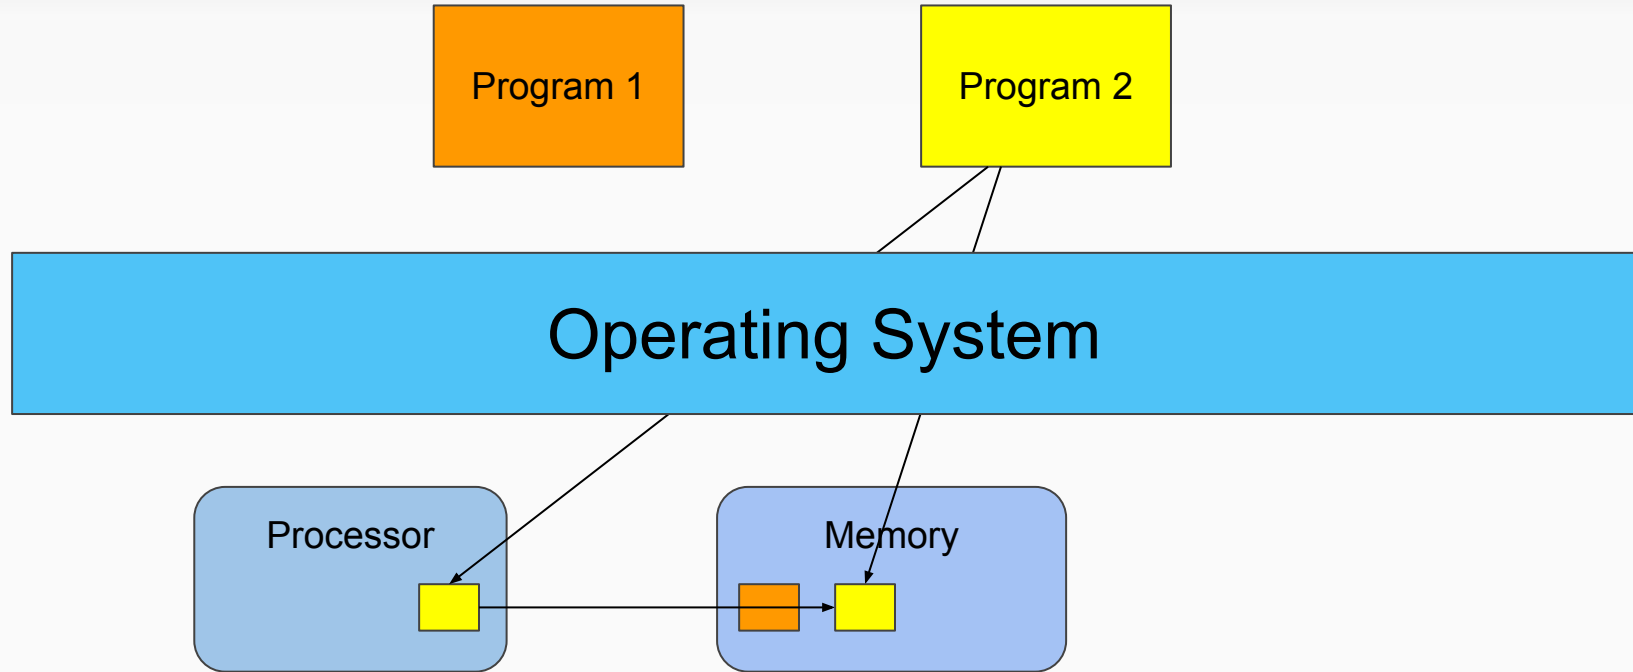 Program 1
Program 2
Operating System
Processor
Memory